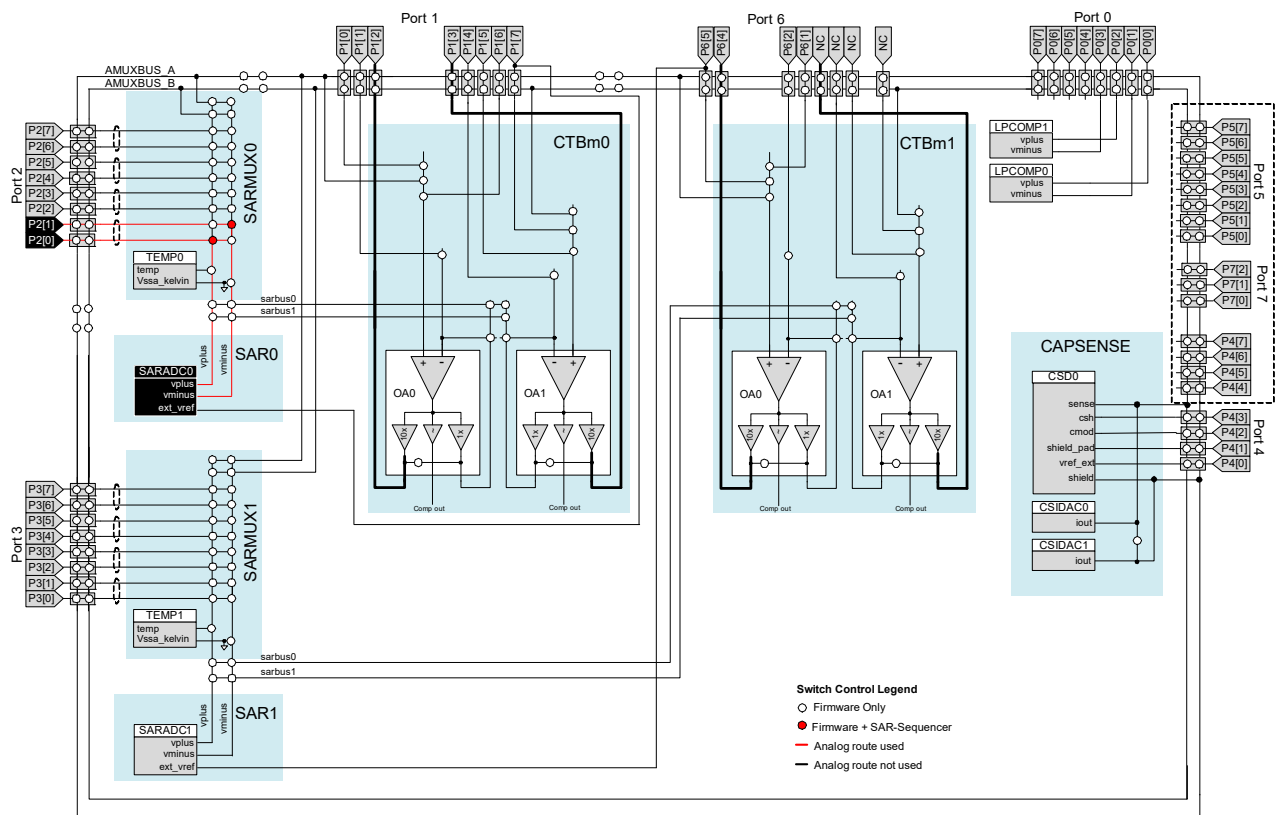 Port 1
Port 6
Port 0
P1[0]
P1[1]
P1[2]
P1[3]
P1[4]
P1[5]
P1[6]
P1[7]
P6[5]
P6[4]
P6[2]
P6[1]
NC
NC
NC
NC
P0[7]
P0[6]
P0[5]
P0[4]
P0[3]
P0[2]
P0[1]
P0[0]
AMUXBUS_A
AMUXBUS_B
Port 2
P2[7]
P2[6]
P2[5]
P2[4]
P2[3]
P2[2]
P2[1]
P2[0]
SARMUX0
TEMP0
temp
Vssa_kelvin
sarbus0
sarbus1
vplus
vminus
SAR0
SARADC0
vplus
vminus
ext_vref
CTBm0
+
-
-
+
OA0
OA1
10x
~
1x
1x
~
10x
Comp out
Comp out
CTBm1
+
-
-
+
OA0
OA1
1x
~
10x
1x
~
10x
Comp out
Comp out
LPCOMP1
vplus
vminus
LPCOMP0
vplus
vminus
P5[7]
P5[6]
P5[5]
P5[4]
P5[3]
P5[2]
P5[1]
P5[0]
Port 5
P7[2]
P7[1]
P7[0]
Port 7
P4[7]
P4[6]
P4[5]
P4[4]
P4[3]
P4[2]
P4[1]
P4[0]
Port 4
CAPSENSE
CSD0
sense
csh
cmod
shield_pad
vref_ext
shield
CSIDAC0
iout
CSIDAC1
iout
Port 3
P3[7]
P3[6]
P3[5]
P3[4]
P3[3]
P3[2]
P3[1]
P3[0]
SARMUX1
TEMP1
temp
Vssa_kelvin
sarbus0
sarbus1
vplus
vminus
SAR1
SARADC1
vplus
vminus
ext_vref
Switch Control Legend
Firmware Only
Firmware + SAR-Sequencer
Analog route used
Analog route not used